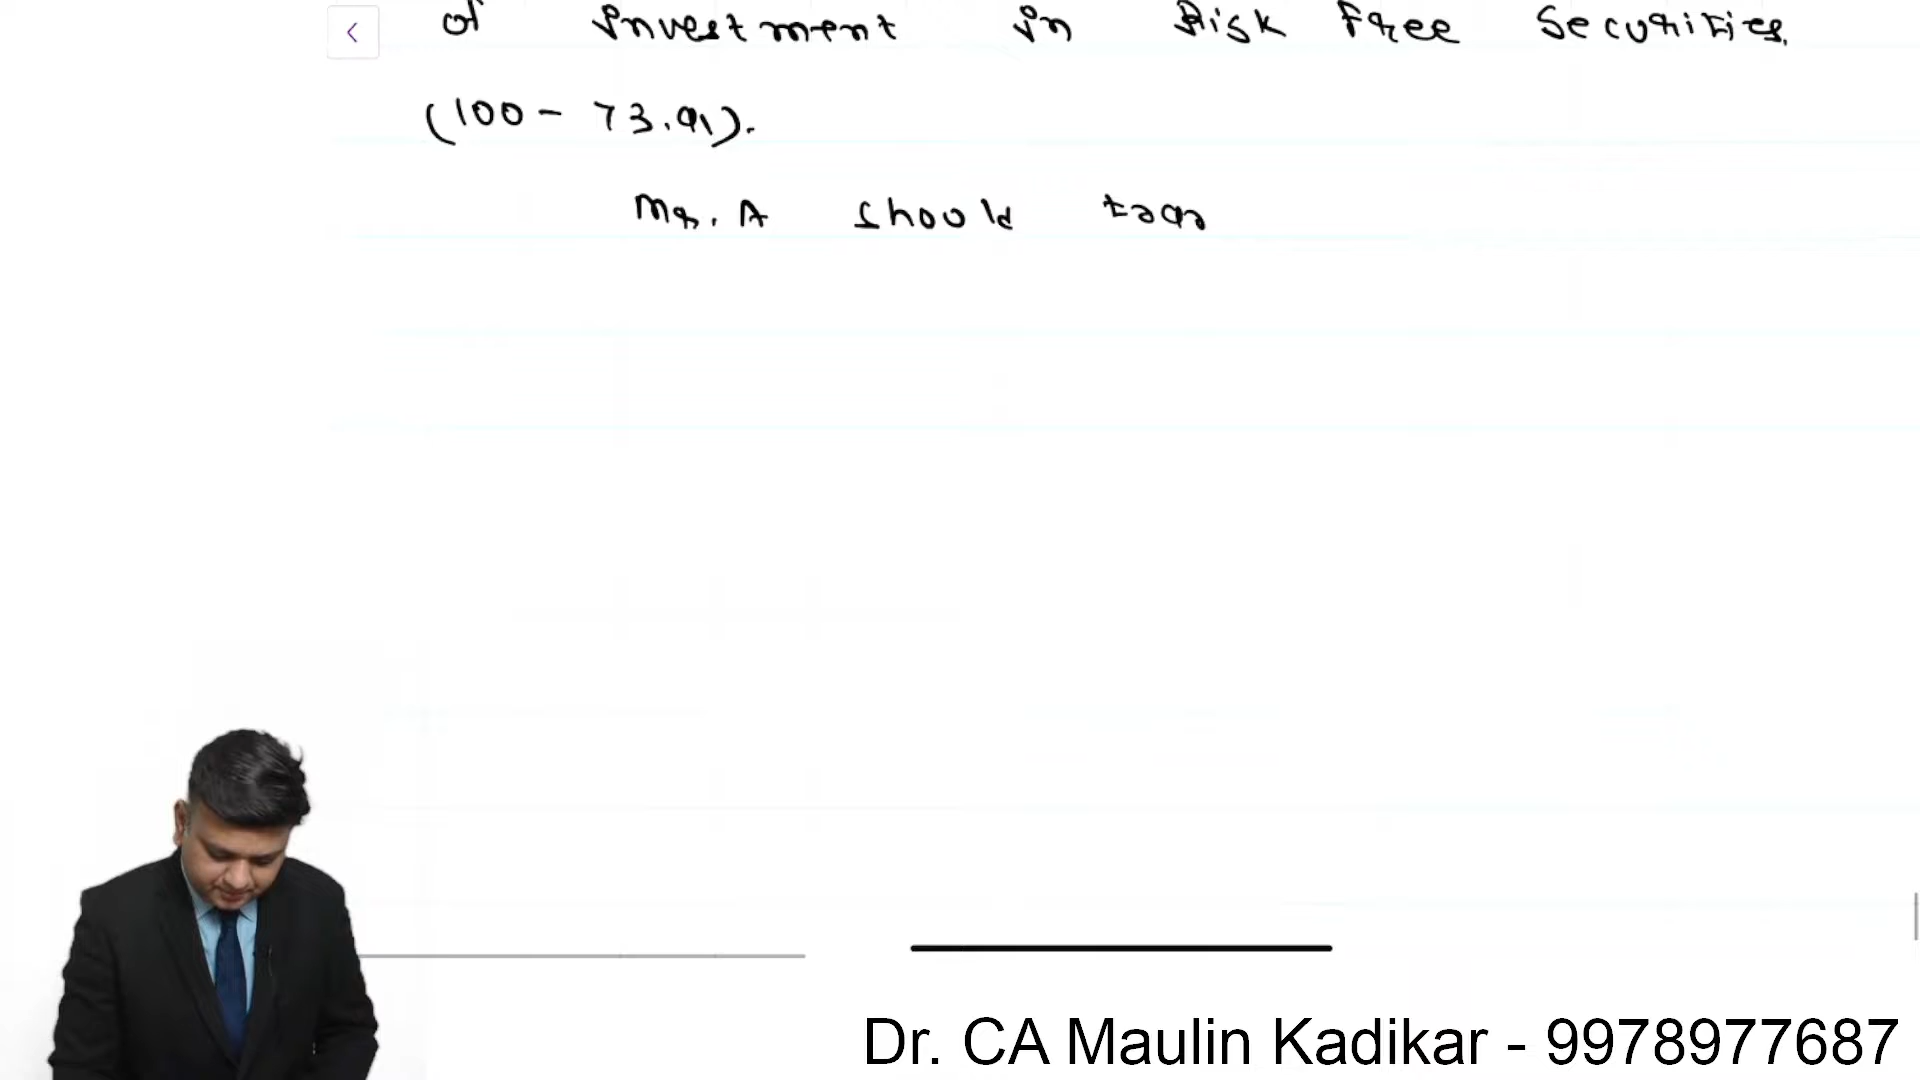 of Investment in Risk Free Securities.
(100 - 73.91).
Mr. A should
Dr. CA Maulin Kadikar - 9978977687